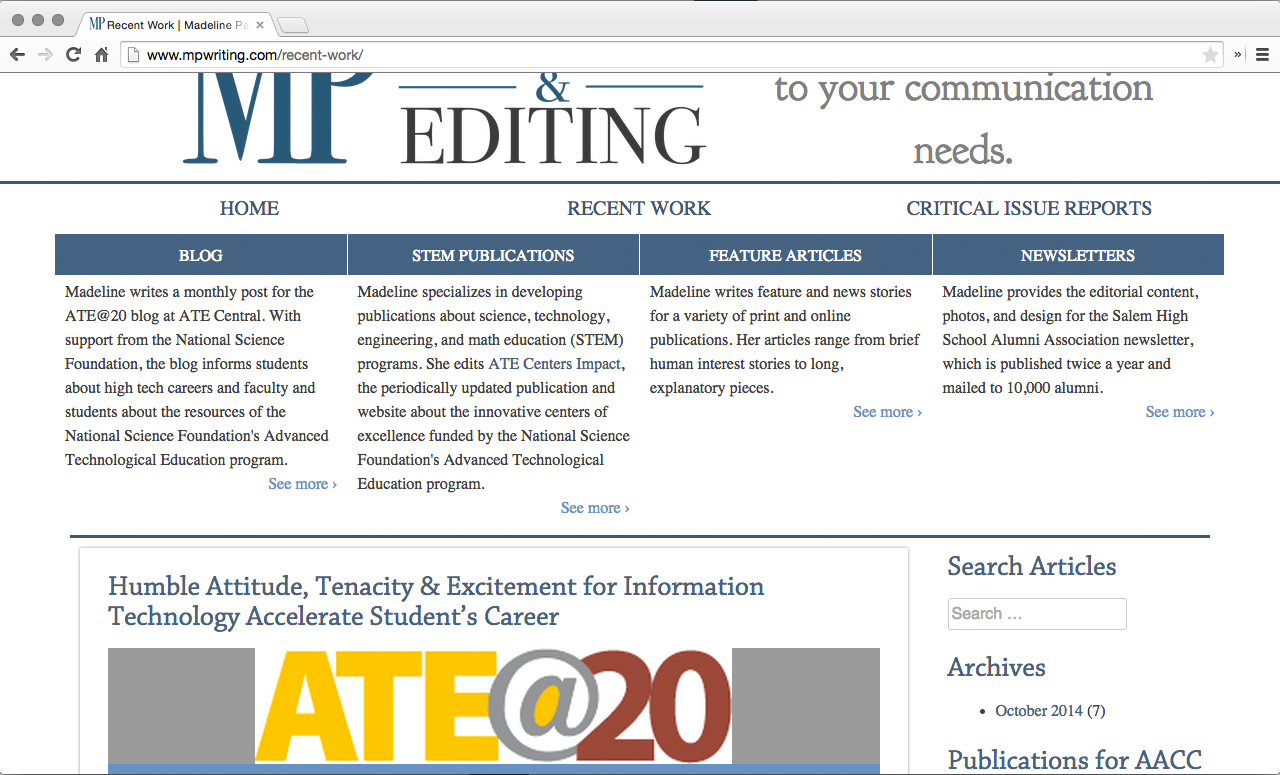 MP Recent Work | Madeline Pa
www.mpwriting.com/recent-work/
MP
&
EDITING
to your communication
needs.
HOME
RECENT WORK
CRITICAL ISSUE REPORTS
BLOG
Madeline writes a monthly post for the
ATE@20 blog at ATE Central. With
support from the National Science
Foundation, the blog informs students
about high tech careers and faculty and
students about the resources of the
National Science Foundation's Advanced
Technological Education program.
See more ›
STEM PUBLICATIONS
Madeline specializes in developing
publications about science, technology,
engineering, and math education (STEM)
programs. She edits ATE Centers Impact,
the periodically updated publication and
website about the innovative centers of
excellence funded by the National Science
Foundation's Advanced Technological
Education program.
See more ›
FEATURE ARTICLES
Madeline writes feature and news stories
for a variety of print and online
publications. Her articles range from brief
human interest stories to long,
explanatory pieces.
See more ›
NEWSLETTERS
Madeline provides the editorial content,
photos, and design for the Salem High
School Alumni Association newsletter,
which is published twice a year and
mailed to 10,000 alumni.
See more ›
Humble Attitude, Tenacity & Excitement for Information
Technology Accelerate Student’s Career
ATE@20
Search Articles
Search …
Archives
• October 2014 (7)
Publications for AACC